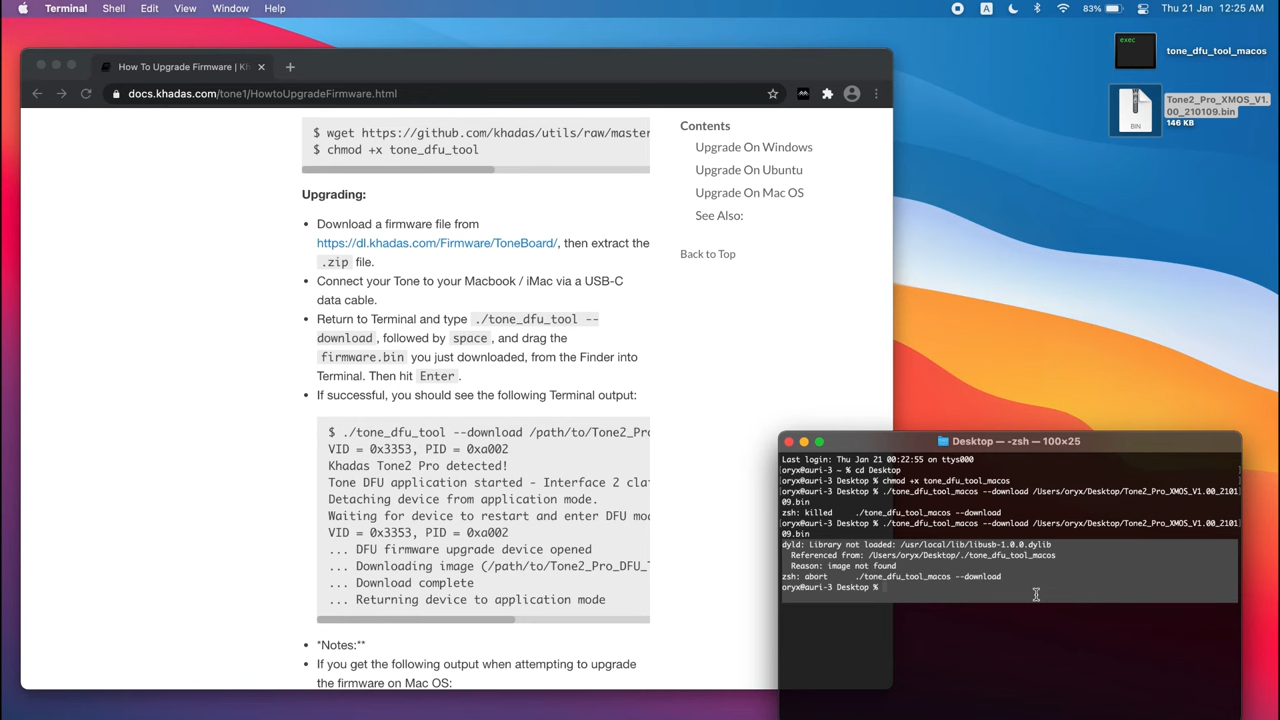 Terminal Shell Edit View Window Help
A 83% Thu 21 Jan 12:25 AM
exec
tone_dfu_tool_macos
Tone2_Pro_XMOS_V1.
00_210109.bin
146 KB
BIN
How To Upgrade Firmware | Kh
docs.khadas.com/tone1/HowtoUpgradeFirmware.html
$ wget https://github.com/khadas/utils/raw/master
$ chmod +x tone_dfu_tool
Upgrading:
• Download a firmware file from
https://dl.khadas.com/Firmware/ToneBoard/, then extract the
.zip file.
• Connect your Tone to your Macbook / iMac via a USB-C
data cable.
• Return to Terminal and type ./tone_dfu_tool --
download, followed by space, and drag the
firmware.bin you just downloaded, from the Finder into
Terminal. Then hit Enter.
• If successful, you should see the following Terminal output:
$ ./tone_dfu_tool --download /path/to/Tone2_Pro
VID = 0x3353, PID = 0xa002
Khadas Tone2 Pro detected!
Tone DFU application started - Interface 2 cla
Detaching device from application mode.
Waiting for device to restart and enter DFU mod
VID = 0x3353, PID = 0xa002
... DFU firmware upgrade device opened
... Downloading image (/path/to/Tone2_Pro_DFU_T
... Download complete
... Returning device to application mode
• *Notes:**
• If you get the following output when attempting to upgrade
the firmware on Mac OS:
Contents
Upgrade On Windows
Upgrade On Ubuntu
Upgrade On Mac OS
See Also:
Back to Top
Desktop — -zsh — 100×25
Last login: Thu Jan 21 00:22:55 on ttys000
[oryx@auri-3 ~ % cd Desktop ]
[oryx@auri-3 Desktop % chmod +x tone_dfu_tool_macos ]
[oryx@auri-3 Desktop % ./tone_dfu_tool_macos --download /Users/oryx/Desktop/Tone2_Pro_XMOS_V1.00_2101]
09.bin
zsh: killed ./tone_dfu_tool_macos --download
[oryx@auri-3 Desktop % ./tone_dfu_tool_macos --download /Users/oryx/Desktop/Tone2_Pro_XMOS_V1.00_2101]
09.bin
dyld: Library not loaded: /usr/local/lib/libusb-1.0.0.dylib
Referenced from: /Users/oryx/Desktop/./tone_dfu_tool_macos
Reason: image not found
zsh: abort ./tone_dfu_tool_macos --download
oryx@auri-3 Desktop %